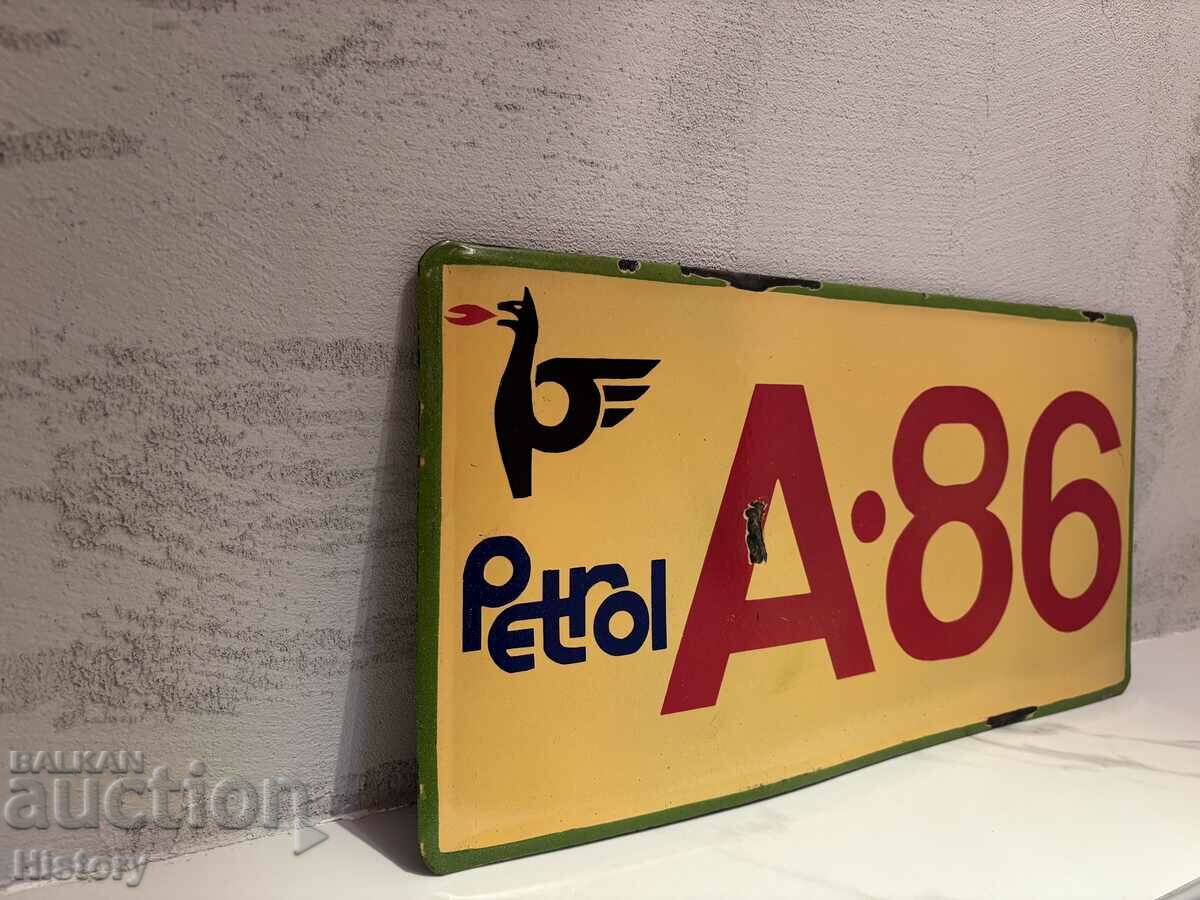 Petrol
A·86
BALKAN
auction
History